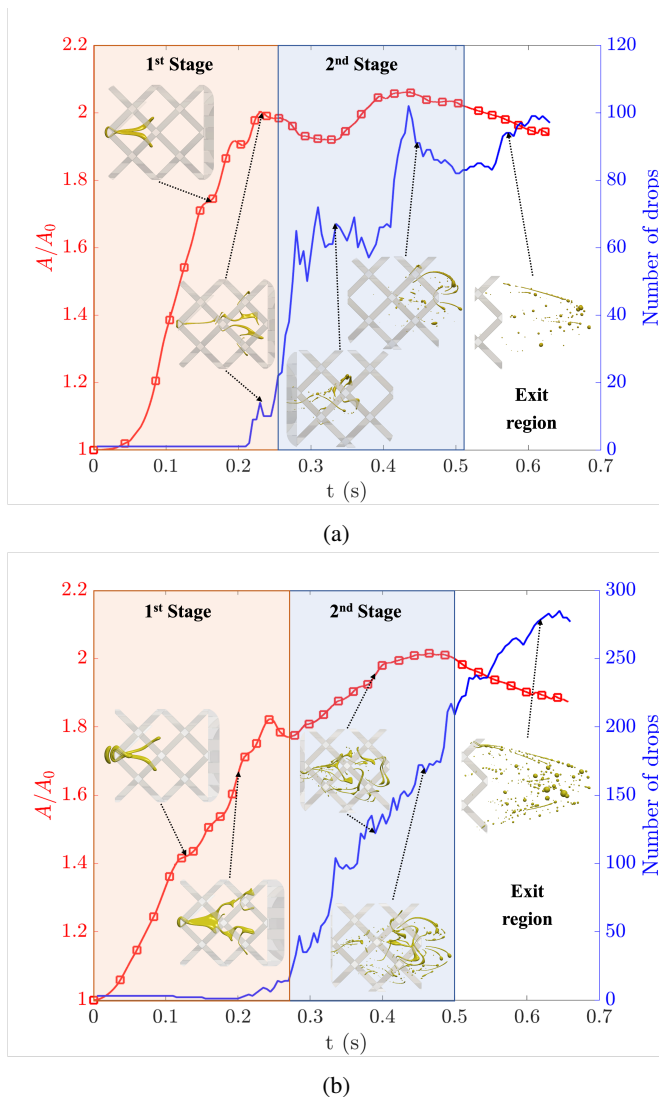 1st Stage
2nd Stage
Exit
region
A/A0
Number of drops
t (s)
2.2
2
1.8
1.6
1.4
1.2
1
120
100
80
60
40
20
0
0 0.1 0.2 0.3 0.4 0.5 0.6 0.7
(a)
1st Stage
2nd Stage
Exit
region
A/A0
Number of drops
t (s)
2.2
2
1.8
1.6
1.4
1.2
1
300
250
200
150
100
50
0
0 0.1 0.2 0.3 0.4 0.5 0.6 0.7
(b)